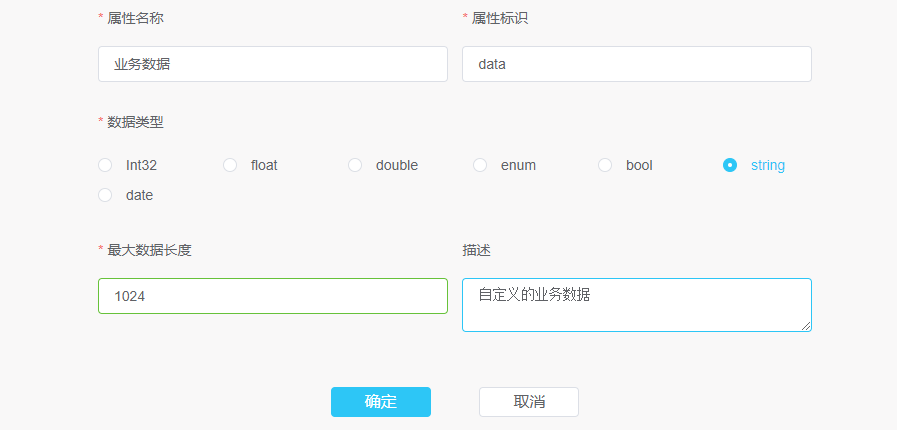 * 属性名称 * 属性标识
业务数据 data
* 数据类型
Int32 float double enum bool string
date
* 最大数据长度 描述
1024 自定义的业务数据
确定 取消